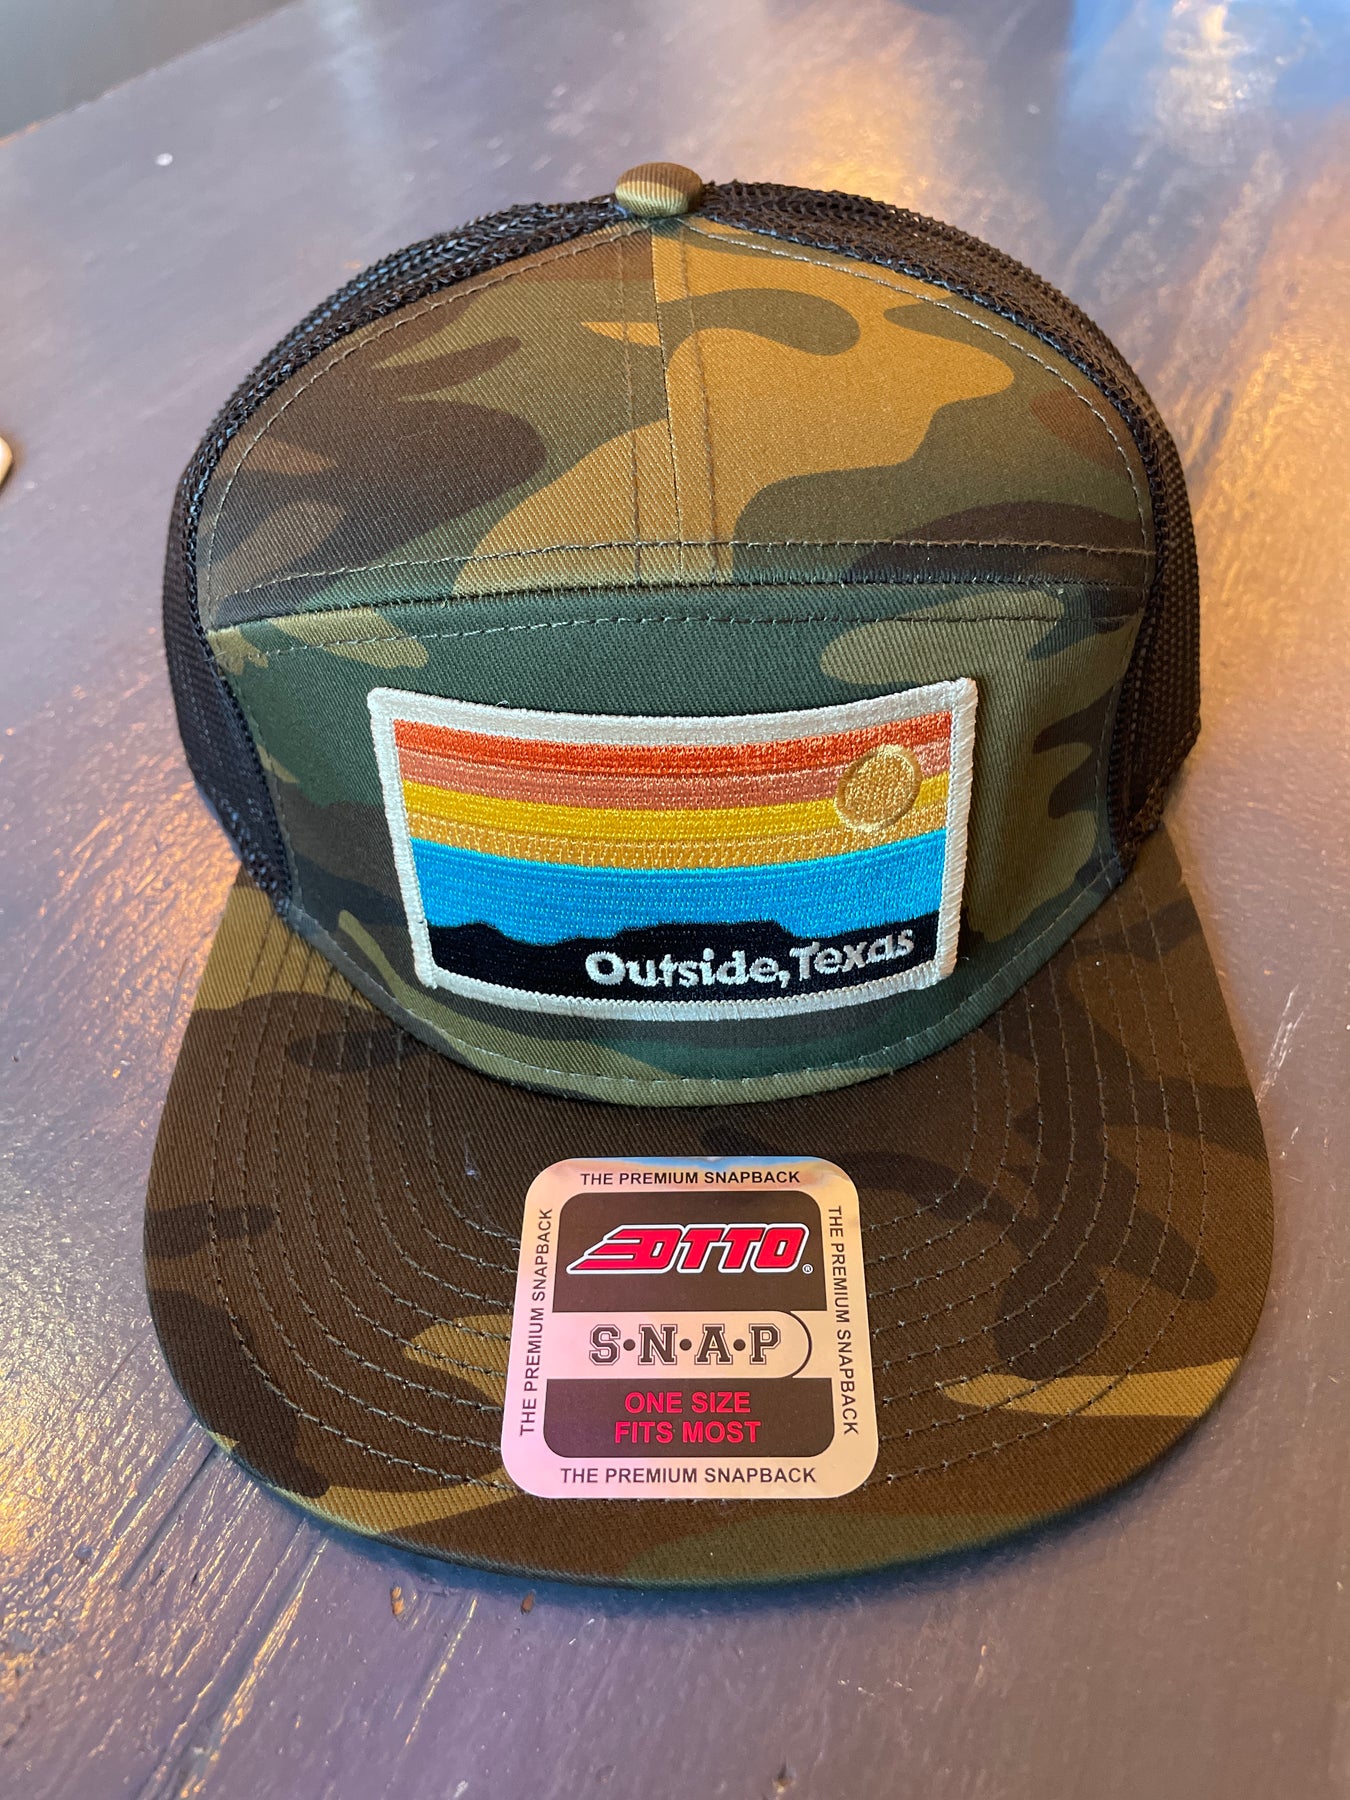 Outside, Texas
THE PREMIUM SNAPBACK
THE PREMIUM SNAPBACK
OTTO®
THE PREMIUM SNAPBACK
S•N•A•P
ONE SIZE
FITS MOST
THE PREMIUM SNAPBACK